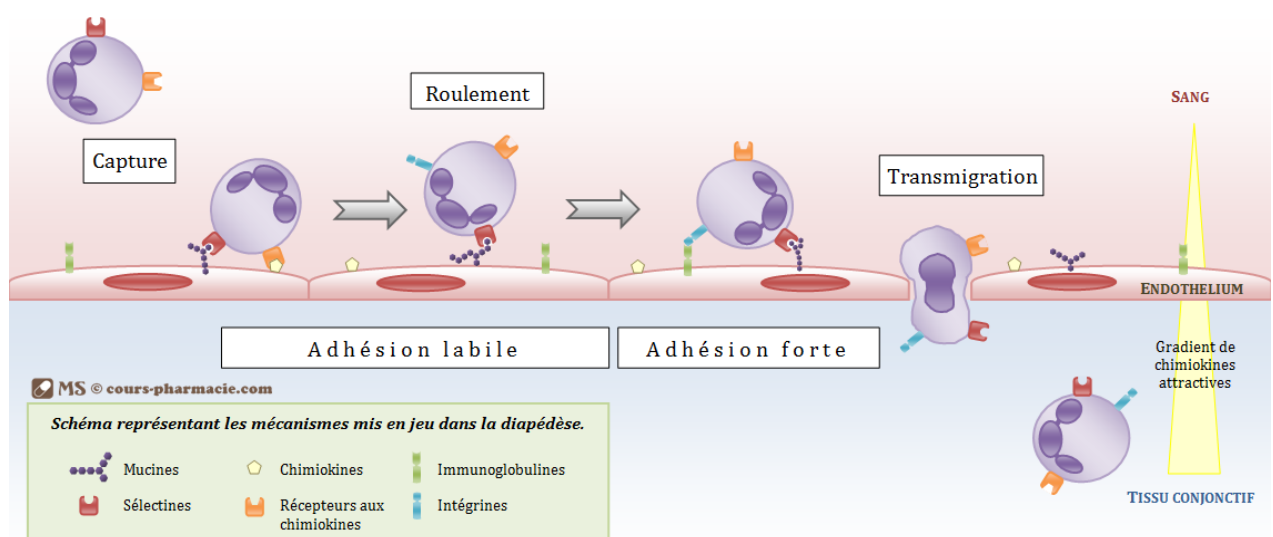 Roulement
SANG
Capture
Transmigration
ENDOTHELIUM
Adhésion labile
Adhésion forte
Gradient de
chimiokines
attractives
MS © cours-pharmacie.com
Schéma représentant les mécanismes mis en jeu dans la diapédèse.
Mucines
Chimiokines
Immunoglobulines
Sélectines
Récepteurs aux
chimiokines
Intégrines
TISSU CONJONCTIF